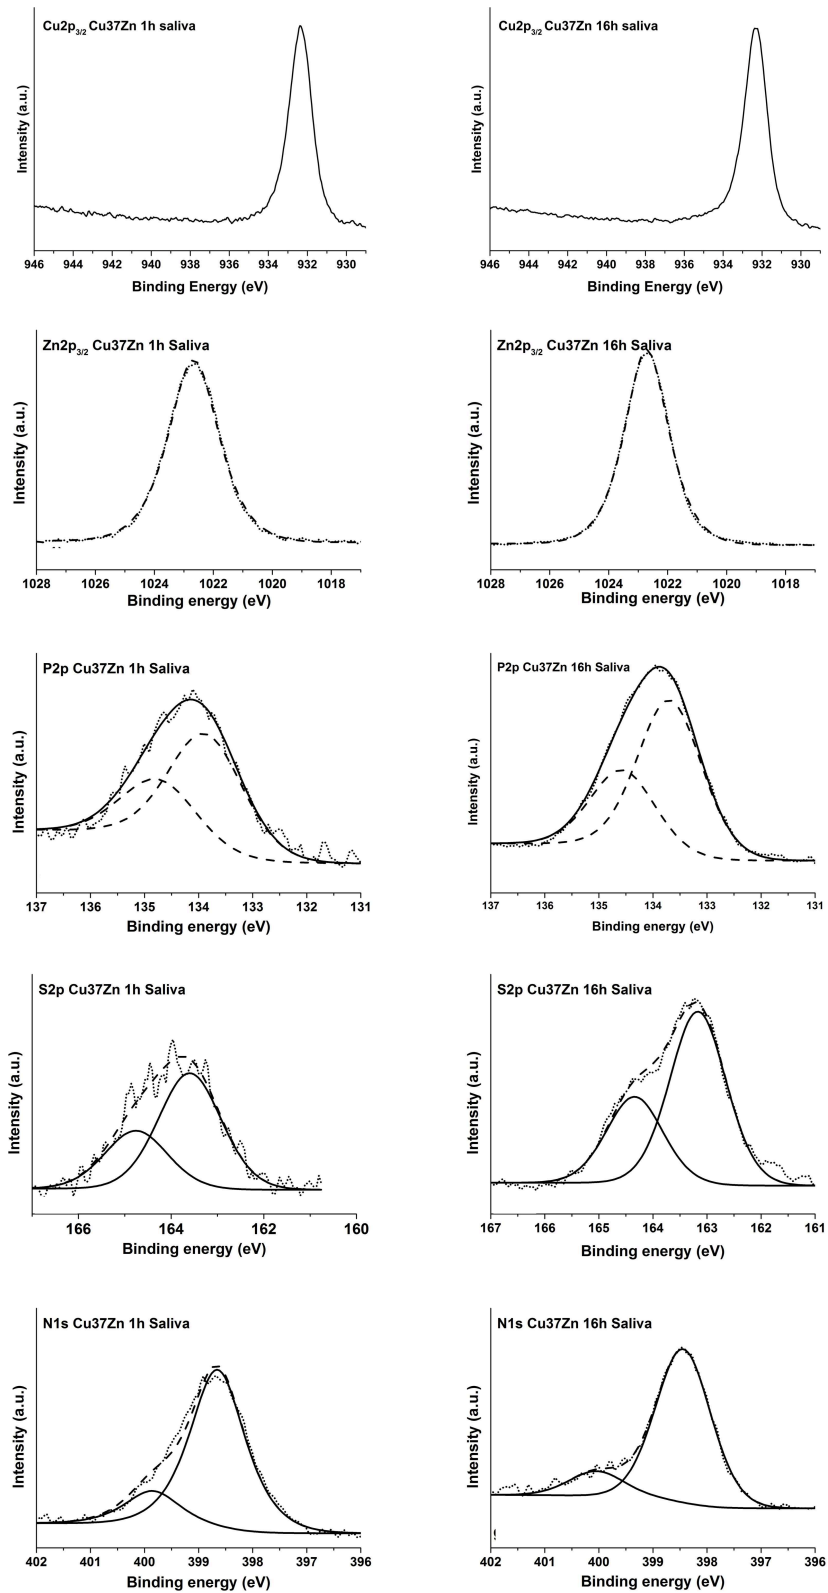 Cu2p3/2 Cu37Zn 1h saliva
Intensity (a.u.)
946 944 942 940 938 936 934 932 930
Binding Energy (eV)
Cu2p3/2 Cu37Zn 16h saliva
Intensity (a.u.)
946 944 942 940 938 936 934 932 930
Binding Energy (eV)
Zn2p3/2 Cu37Zn 1h Saliva
Intensity (a.u.)
1028 1026 1024 1022 1020 1018
Binding energy (eV)
Zn2p3/2 Cu37Zn 16h Saliva
Intensity (a.u.)
1028 1026 1024 1022 1020 1018
Binding energy (eV)
P2p Cu37Zn 1h Saliva
Intensity (a.u.)
137 136 135 134 133 132 131
Binding energy (eV)
P2p Cu37Zn 16h Saliva
Intensity (a.u.)
137 136 135 134 133 132 131
Binding energy (eV)
S2p Cu37Zn 1h Saliva
Intensity (a.u.)
166 164 162 160
Binding energy (eV)
S2p Cu37Zn 16h Saliva
Intensity (a.u.)
167 166 165 164 163 162 161
Binding energy (eV)
N1s Cu37Zn 1h Saliva
Intensity (a.u.)
402 401 400 399 398 397 396
Binding energy (eV)
N1s Cu37Zn 16h Saliva
Intensity (a.u.)
402 401 400 399 398 397 396
Binding energy (eV)